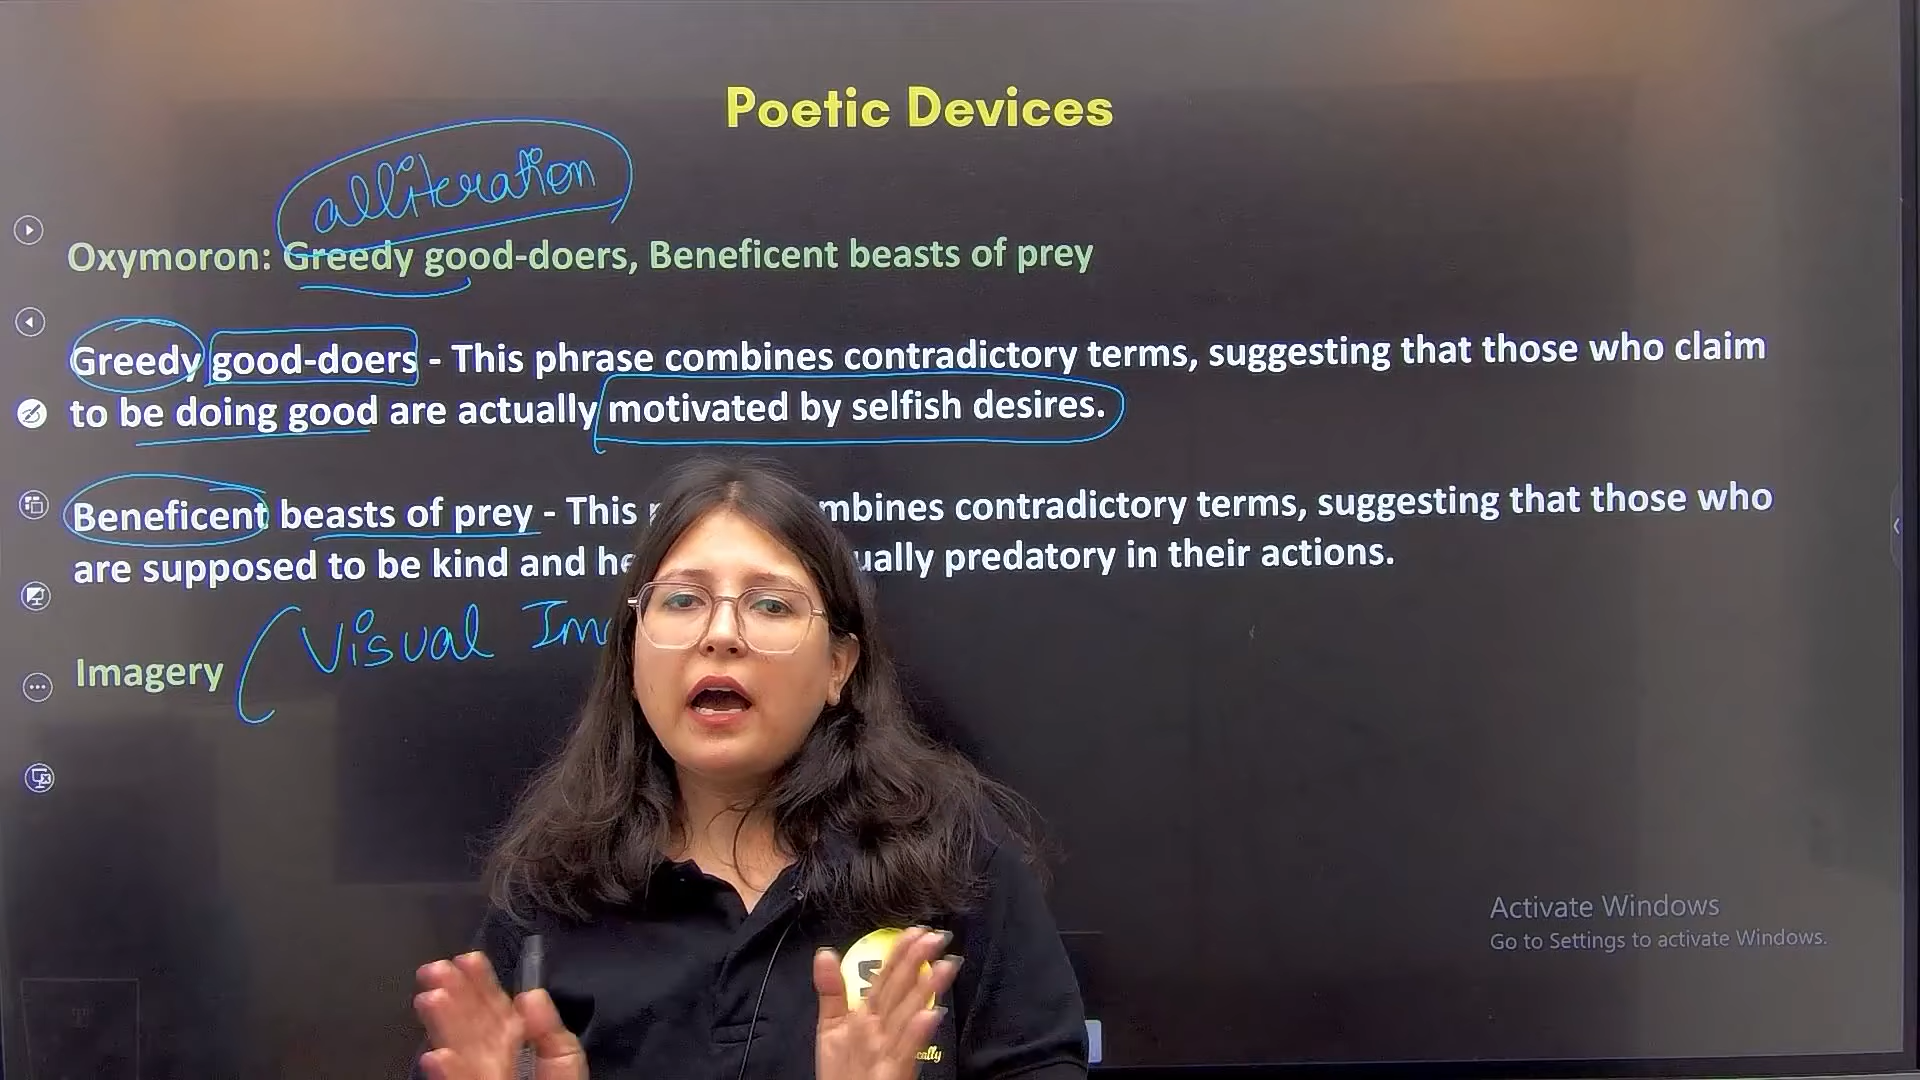 Poetic Devices
alliteration
Oxymoron: Greedy good-doers, Beneficent beasts of prey
Greedy good-doers - This phrase combines contradictory terms, suggesting that those who claim
to be doing good are actually motivated by selfish desires.
Beneficent beasts of prey - This contradictory terms, suggesting that those who
are supposed to be kind and predatory in their actions.
Visual
Imagery
Activate Windows
Go to Settings to activate Windows.